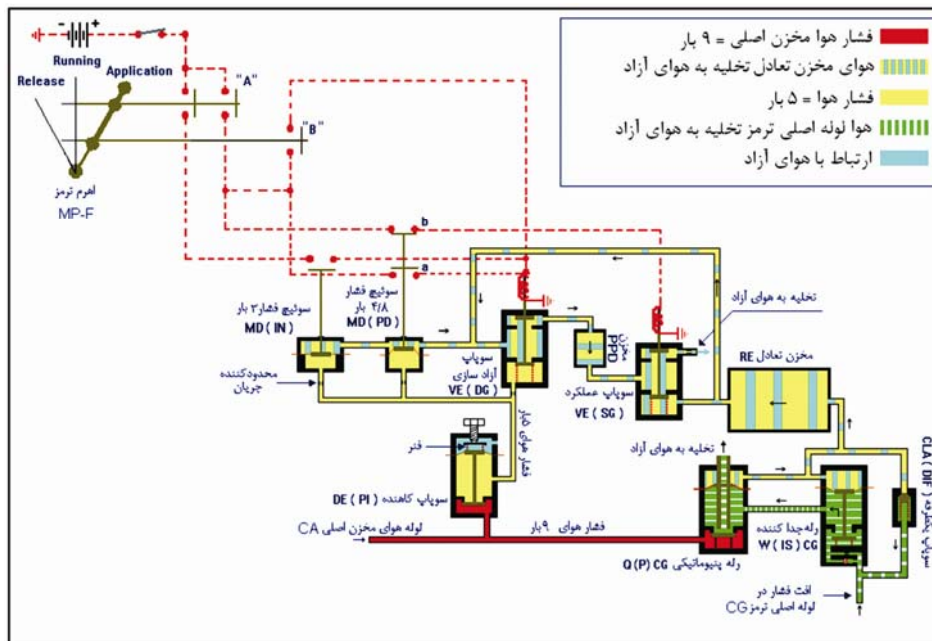 فشار هوا مخزن اصلی = ۹ بار
هوای مخزن تعادل تخلیه به هوای آزاد
فشار هوا = ۵ بار
هوا لوله اصلی ترمز تخلیه به هوای آزاد
ارتباط با هوای آزاد
- +
Running
Release
Application
"A"
"B"
اهرم ترمز
MP-F
b
a
سوئیچ فشار ۳ بار
MD ( IN )
سوئیچ فشار
۴/۸ بار
MD ( PD )
محدودکننده
جریان
سوپاپ
آزاد سازی
VE ( DG )
مخزن
PPD
تخلیه به هوای آزاد
سوپاپ عملکرد
VE ( SG )
مخزن تعادل RE
فشار هوای ۵بار
فنر
سوپاپ کاهنده
DE ( PI )
تخلیه به هوای آزاد
CLA ( DIF )
سوپاپ یکطرفه
رله جدا کننده
W ( IS ) CG
لوله هوای مخزن اصلی CA
فشار هوای ۹بار
رله پنیوماتیکی Q (P) CG
افت فشار در
لوله اصلی ترمز CG